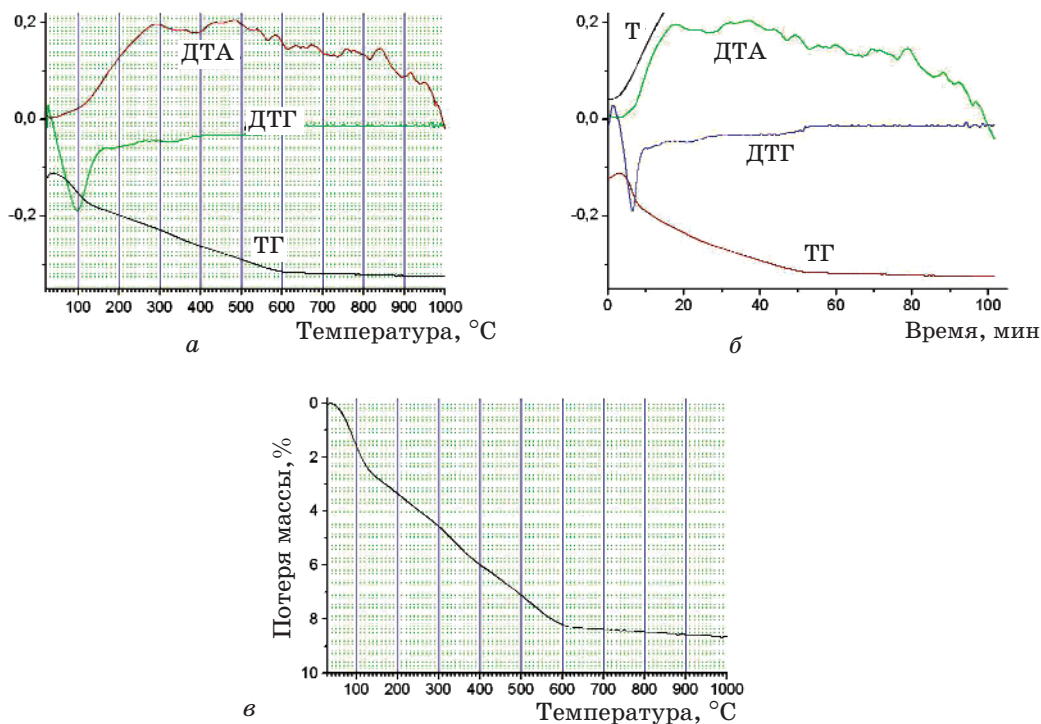 0,2
0,0
-0,2
ДТА
ДТГ
ТГ
100 200 300 400 500 600 700 800 900 1000
Температура, °C
а
0,2
0,0
-0,2
Т
ДТА
ДТГ
ТГ
0 20 40 60 80 100
Время, мин
б
0
2
4
6
8
10
Потеря массы, %
100 200 300 400 500 600 700 800 900 1000
Температура, °C
в